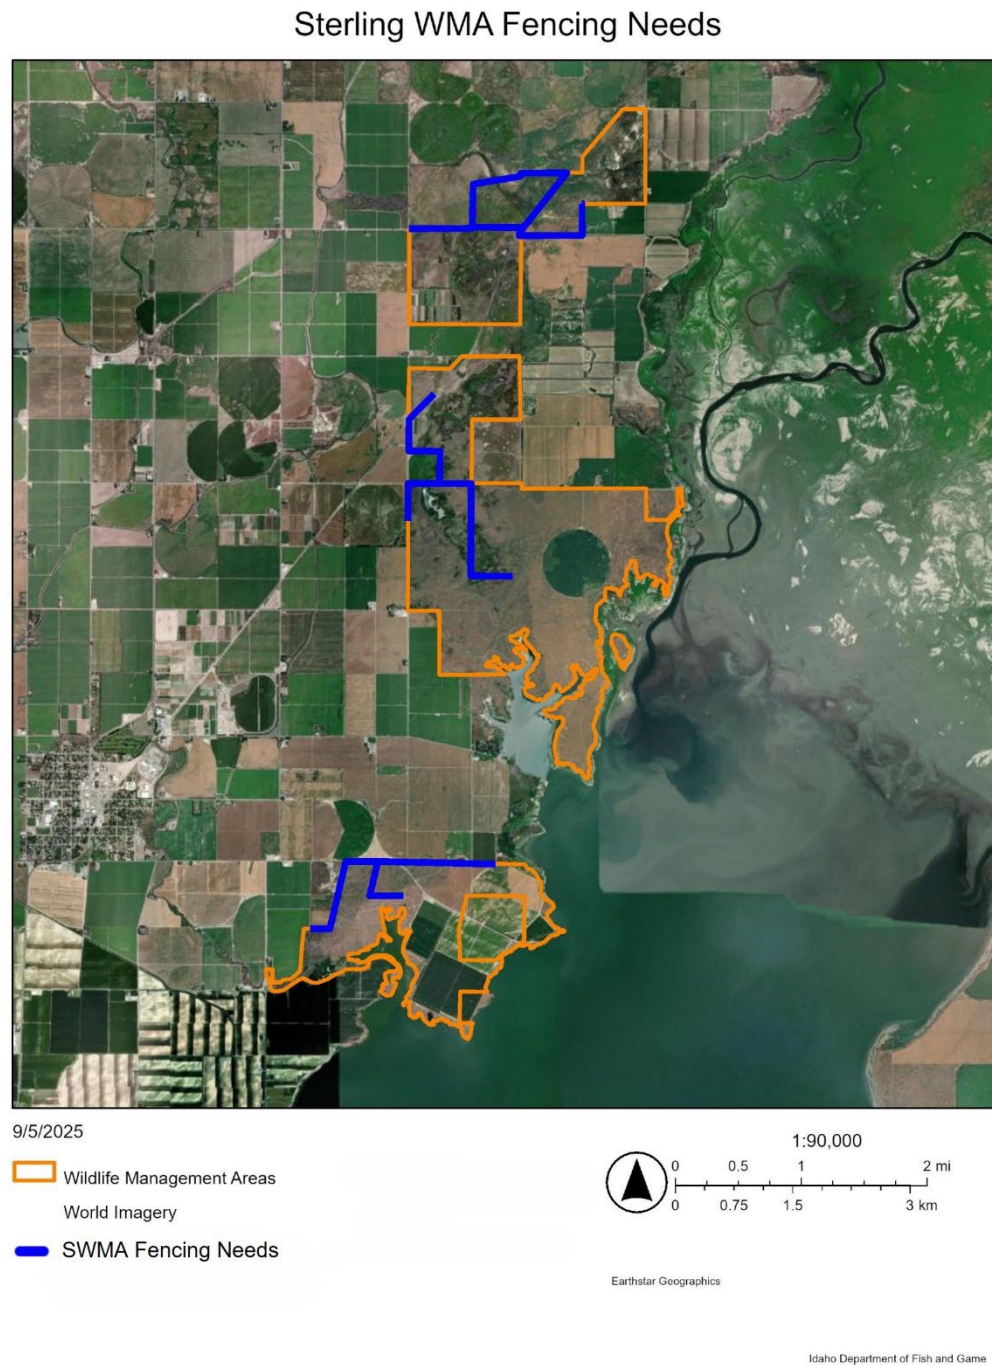 Sterling WMA Fencing Needs
9/5/2025
Wildlife Management Areas
World Imagery
SWMA Fencing Needs
1:90,000
0 0.5 1 2 mi
0 0.75 1.5 3 km
Earthstar Geographics
Idaho Department of Fish and Game